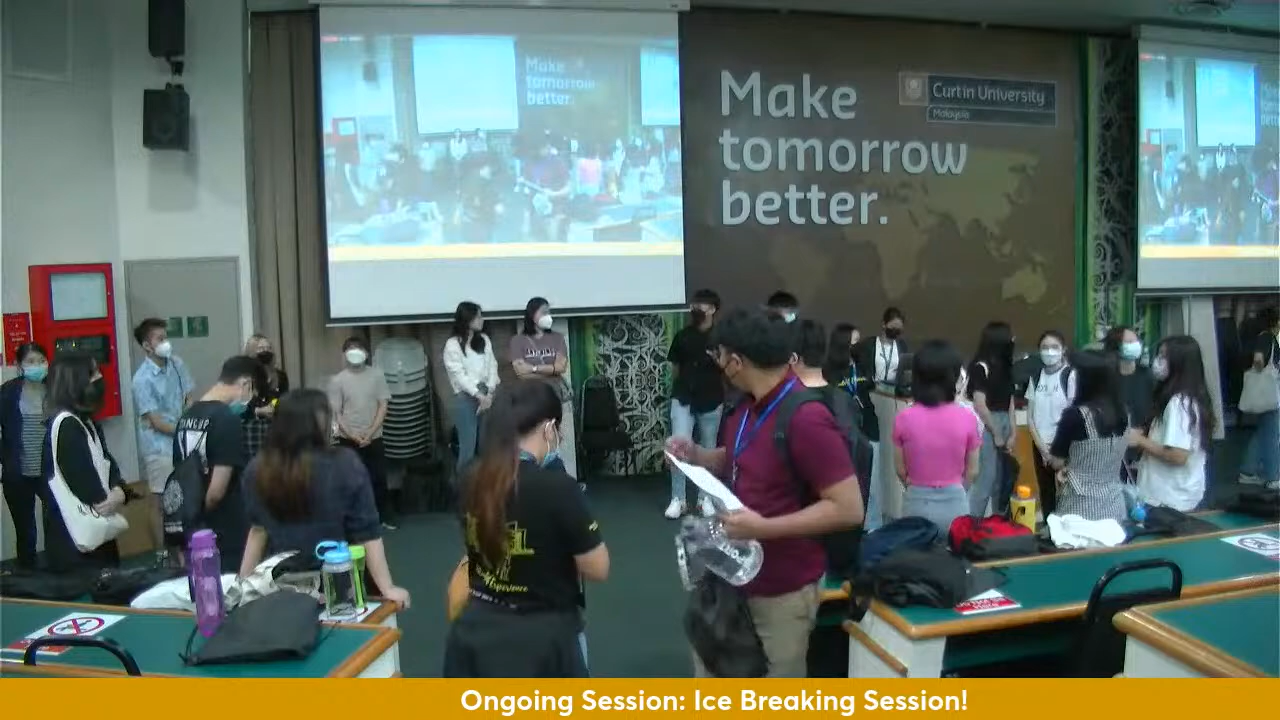 Make
tomorrow
better.
Curtin University
Malaysia
Make
tomorrow
better.
Ongoing Session: Ice Breaking Session!